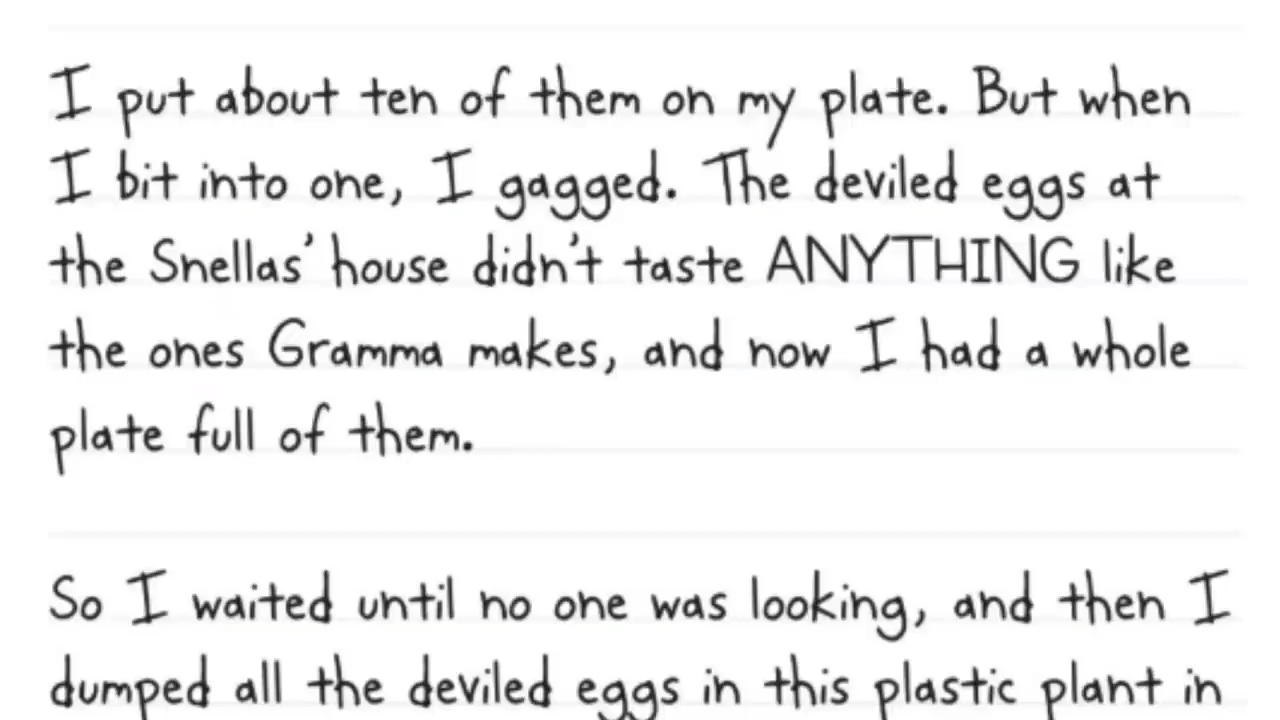 I put about ten of them on my plate. But when
I bit into one, I gagged. The deviled eggs at
the Snellas' house didn't taste ANYTHING like
the ones Gramma makes, and now I had a whole
plate full of them.
So I waited until no one was looking, and then I
dumped all the deviled eggs in this plastic plant in